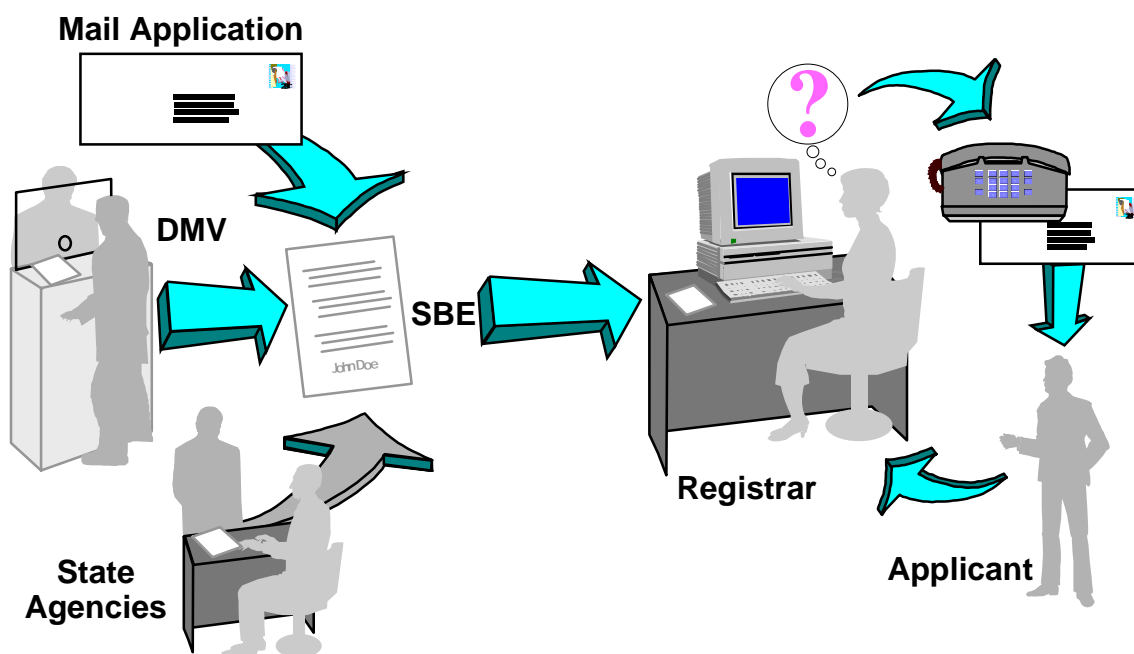 Mail Application
?
DMV
SBE
John Doe
Registrar
State
Agencies
Applicant